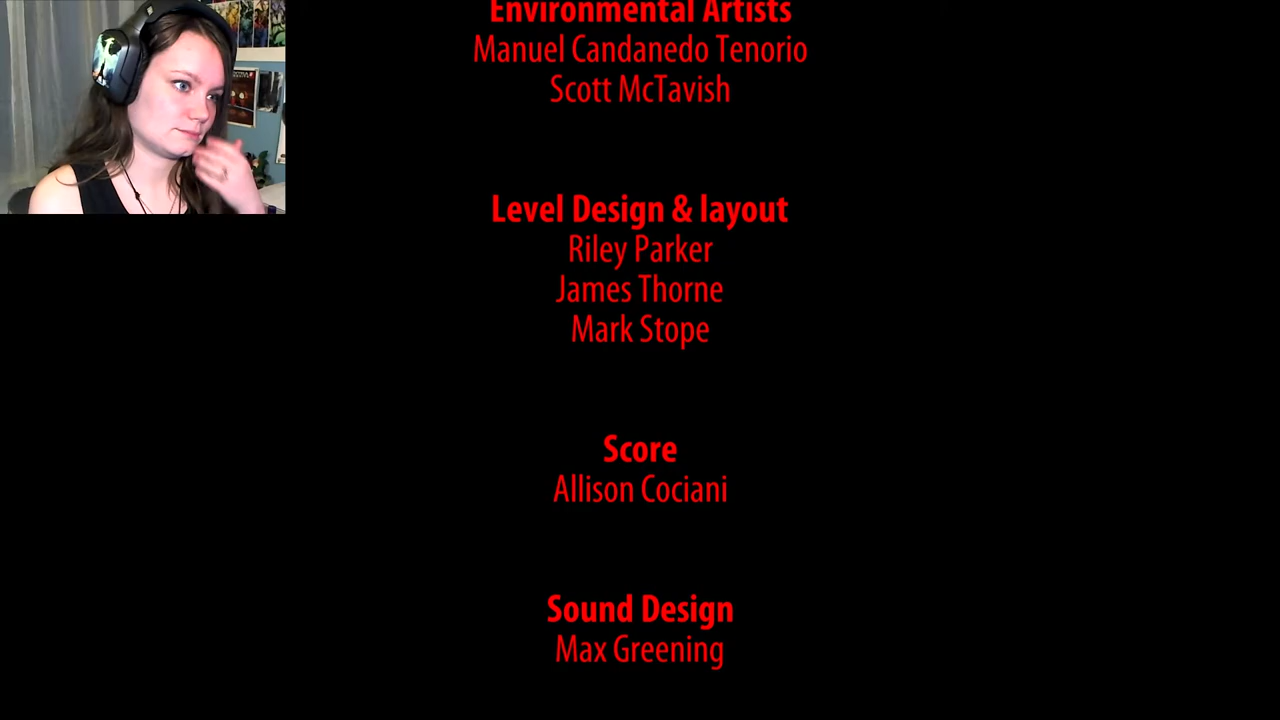 Environmental Artists
Manuel Candanedo Tenorio
Scott McTavish
Level Design & layout
Riley Parker
James Thorne
Mark Stope
Score
Allison Cociani
Sound Design
Max Greening